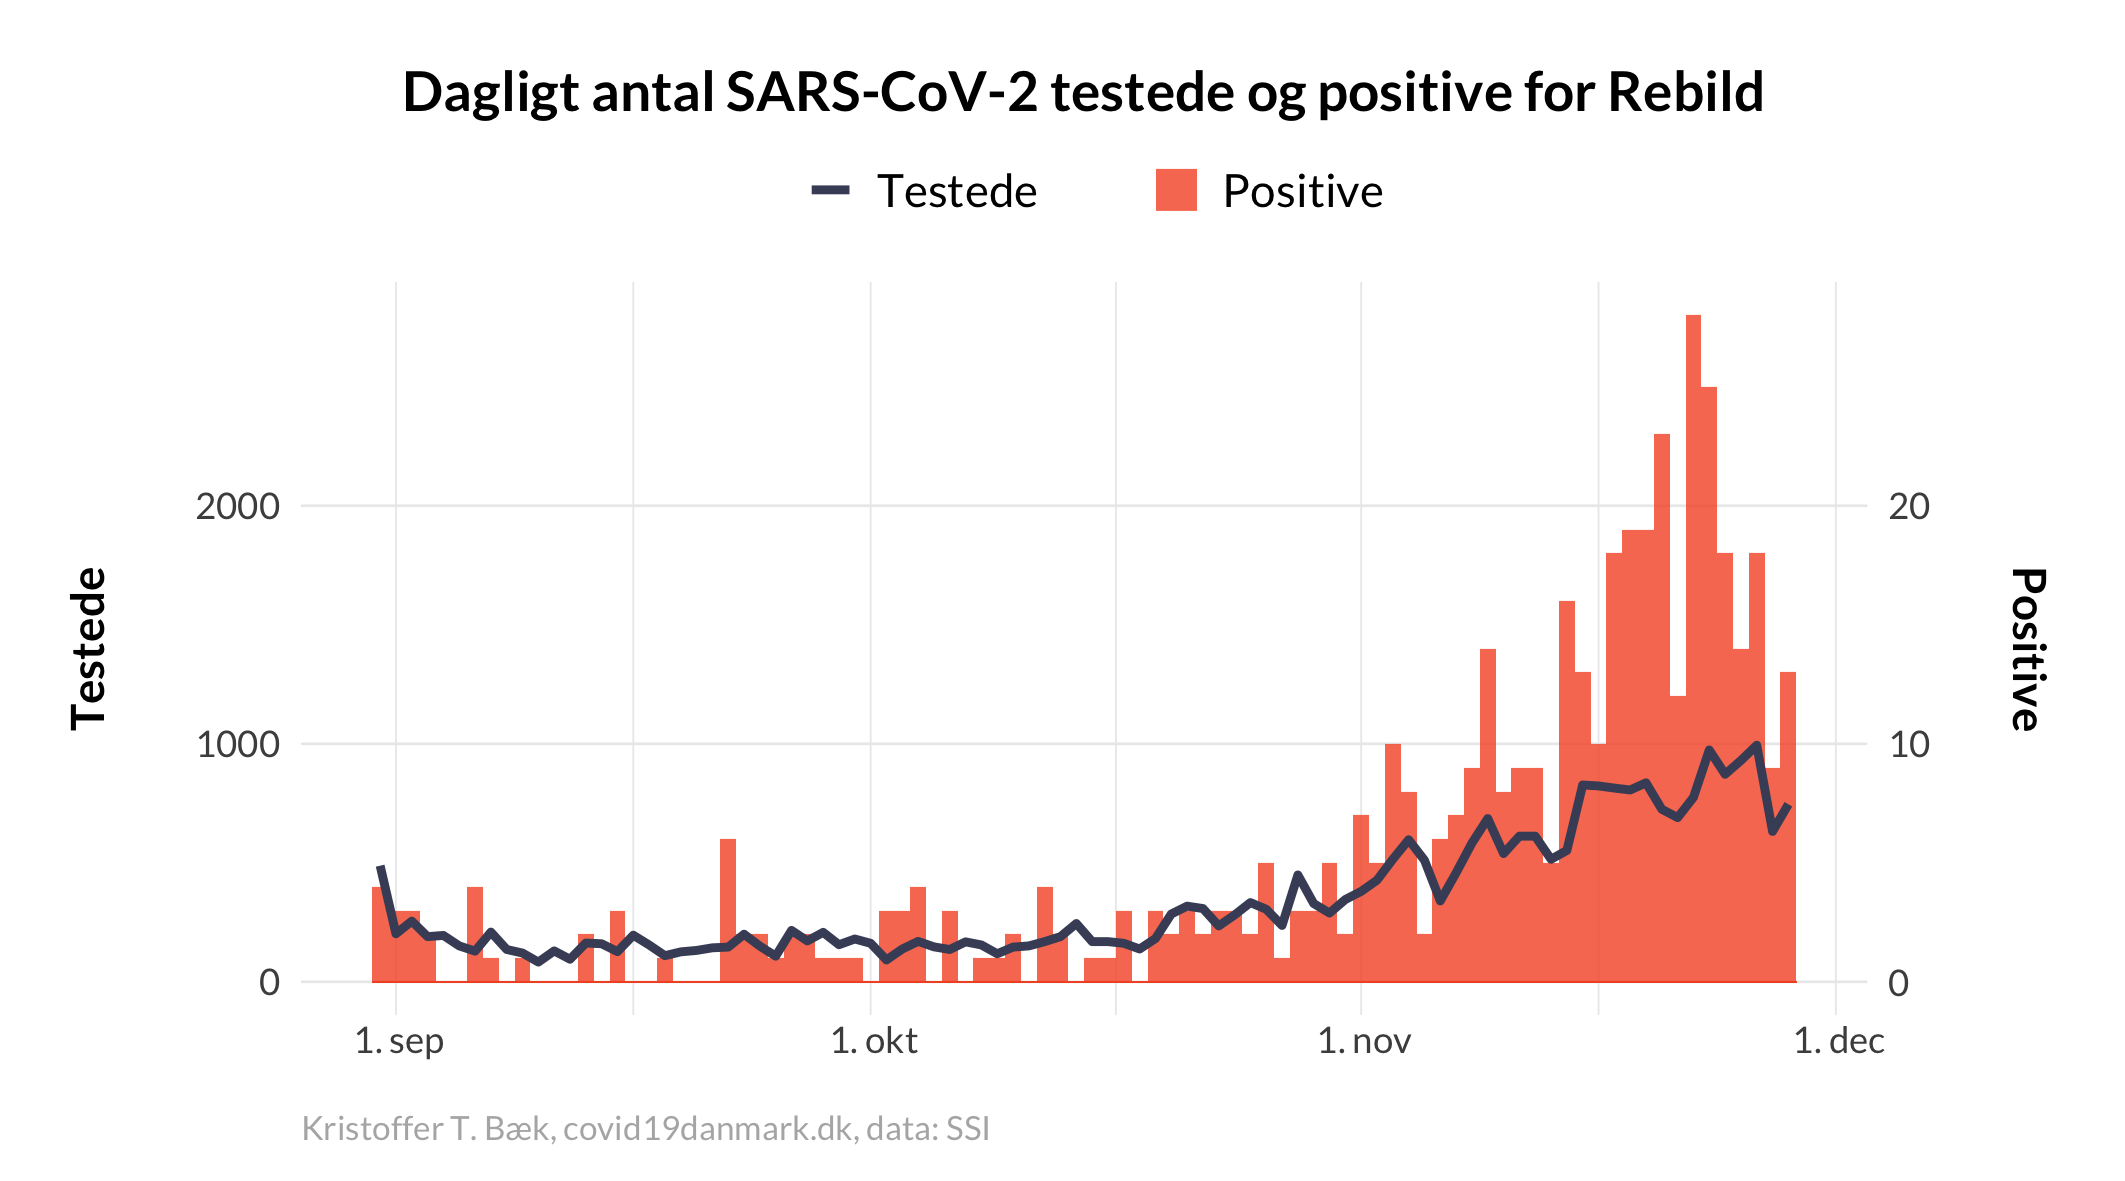 Dagligt antal SARS-CoV-2 testede og positive for Rebild
Testede
Positive
2000
1000
0
Testede
20
10
0
Positive
1. sep
1. okt
1. nov
1. dec
Kristoffer T. Bæk, covid19danmark.dk, data: SSI